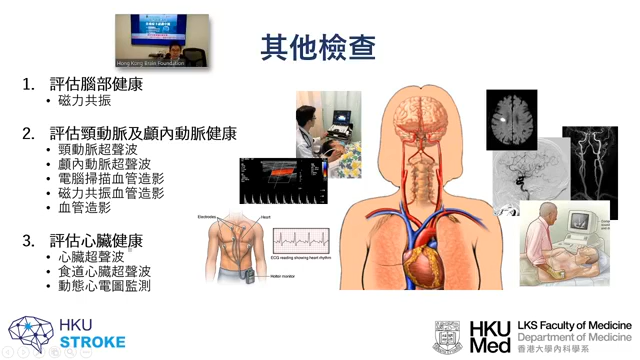 Hong Kong Brain Foundation
其他檢查
1. 評估腦部健康
• 磁力共振
2. 評估頸動脈及顱內動脈健康
• 頸動脈超聲波
• 顱內動脈超聲波
• 電腦掃描血管造影
• 磁力共振血管造影
• 血管造影
3. 評估心臟健康
• 心臟超聲波
• 食道心臟超聲波
• 動態心電圖監測
Electrodes
Heart
ECG reading showing heart rhythm
Holter monitor
HKU
STROKE
HKU
Med
LKS Faculty of Medicine
Department of Medicine
香港大學內科學系